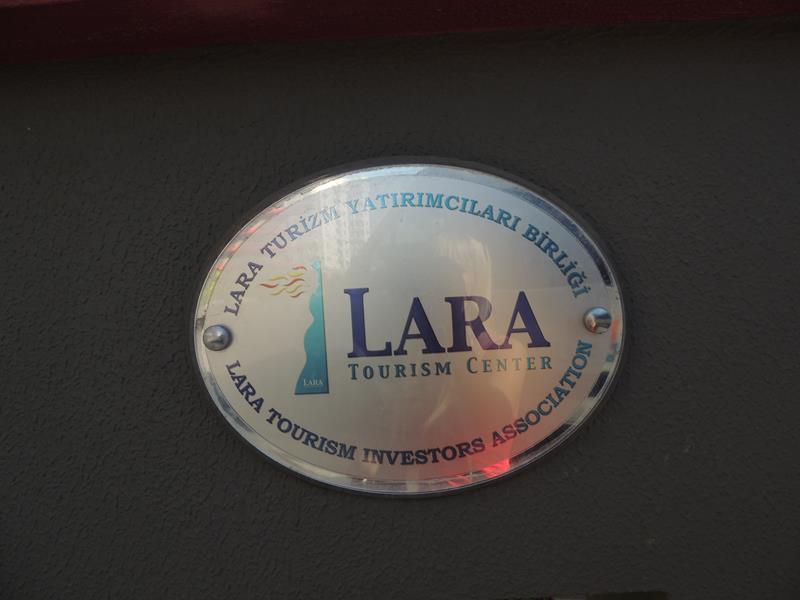 LARA TURİZM YATIRIMCILARI BİRLİĞİ
LARA
TOURISM CENTER
LARA
LARA TOURISM INVESTORS ASSOCIATION